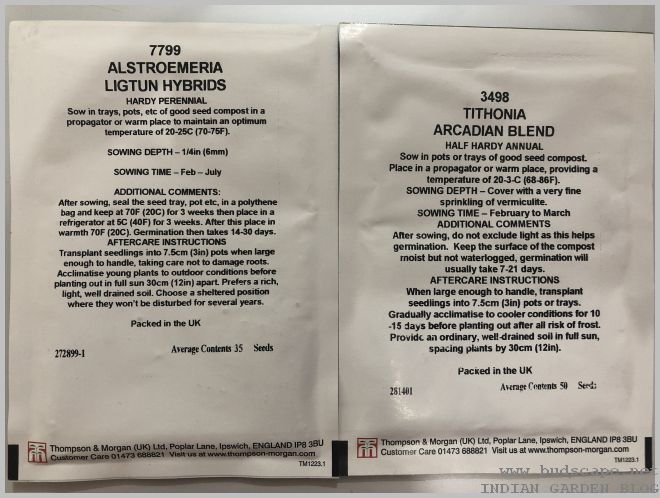 7799
ALSTROEMERIA
LIGTUN HYBRIDS
HARDY PERENNIAL
Sow in trays, pots, etc of good seed compost in a
propagator or warm place to maintain an optimum
temperature of 20-25C (70-75F).
SOWING DEPTH – 1/4in (6mm)
SOWING TIME – Feb – July
ADDITIONAL COMMENTS:
After sowing, seal the seed tray, pot etc, in a polythene
bag and keep at 70F (20C) for 3 weeks then place in a
refrigerator at 5C (40F) for 3 weeks. After this place in
warmth 70F (20C). Germination then takes 14-30 days.
AFTERCARE INSTRUCTIONS
Transplant seedlings into 7.5cm (3in) pots when large
enough to handle, taking care not to damage roots.
Acclimatise young plants to outdoor conditions before
planting out in full sun 30cm (12in) apart. Prefers a rich,
light, well drained soil. Choose a sheltered position
where they won't be disturbed for several years.
Packed in the UK
272899-1 Average Contents 35 Seeds
Thompson & Morgan (UK) Ltd, Poplar Lane, Ipswich, ENGLAND IP8 3BU
Customer Care 01473 688821 Visit us at www.thompson-morgan.com
TM1223.1
3498
TITHONIA
ARCADIAN BLEND
HALF HARDY ANNUAL
Sow in pots or trays of good seed compost.
Place in a propagator or warm place, providing a
temperature of 20-3-C (68-86F).
SOWING DEPTH – Cover with a very fine
sprinkling of vermiculite.
SOWING TIME – February to March
ADDITIONAL COMMENTS
After sowing, do not exclude light as this helps
germination. Keep the surface of the compost
moist but not waterlogged, germination will
usually take 7-21 days.
AFTERCARE INSTRUCTIONS
When large enough to handle, transplant
seedlings into 7.5cm (3in) pots or trays.
Gradually acclimatise to cooler conditions for 10
-15 days before planting out after all risk of frost.
Provide an ordinary, well-drained soil in full sun,
spacing plants by 30cm (12in).
Packed in the UK
281401 Average Contents 50 Seeds
Thompson & Morgan (UK) Ltd, Poplar Lane, Ipswich, ENGLAND IP8 3BU
Customer Care 01473 688821 Visit us at www.thompson-morgan.com
TM1223.1
www.budscape.net
INDIAN GARDEN BLOG